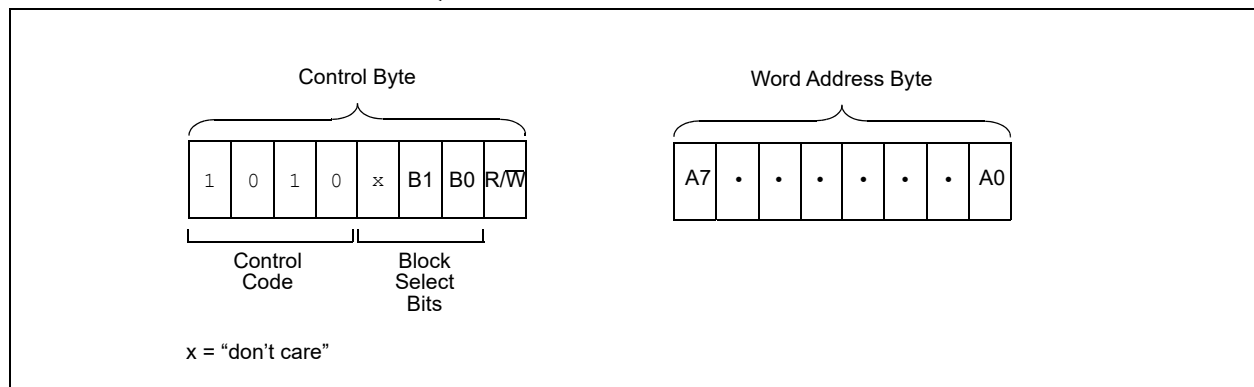 Control Byte
Word Address Byte
1 0 1 0 x B1 B0 R/W̅
A7 • • • • • • A0
Control
Code
Block
Select
Bits
x = “don’t care”